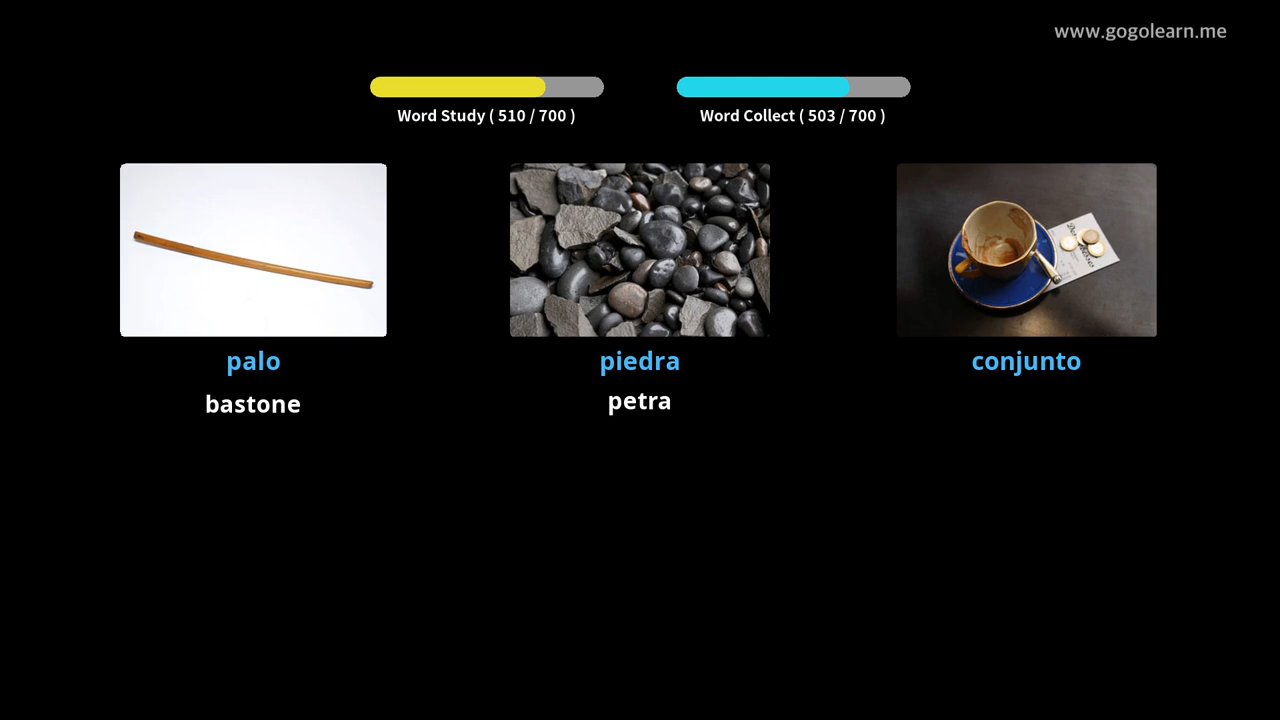 www.gogolearn.me
Word Study ( 510 / 700 )
Word Collect ( 503 / 700 )
palo
piedra
conjunto
bastone
petra